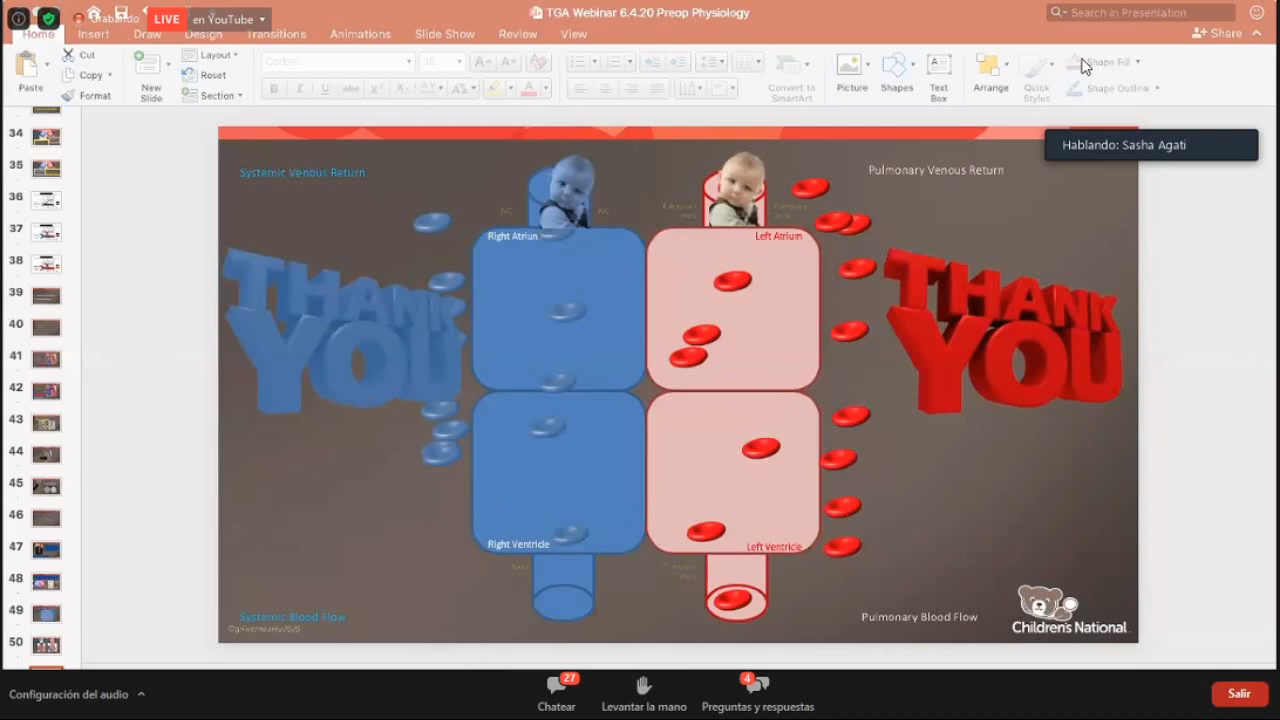 Grabando
LIVE
en YouTube
TGA Webinar 6.4.20 Preop Physiology
Search in Presentation
Home
Insert
Draw
Design
Transitions
Animations
Slide Show
Review
View
Share
Paste
Cut
Copy
Format
New
Slide
Layout
Reset
Section
Convert to
SmartArt
Picture
Shapes
Text
Box
Arrange
Quick
Styles
Shape Fill
Shape Outline
Hablando: Sasha Agati
34
35
36
37
38
39
40
41
42
43
44
45
46
47
48
49
50
Systemic Venous Return
Pulmonary Venous Return
Right Atriun
Left Atrium
THANK
YOU
THANK
YOU
Right Ventricle
Left Ventricle
Systemic Blood Flow
Pulmonary Blood Flow
Children's National
Configuración del audio
27
Chatear
Levantar la mano
4
Preguntas y respuestas
Salir